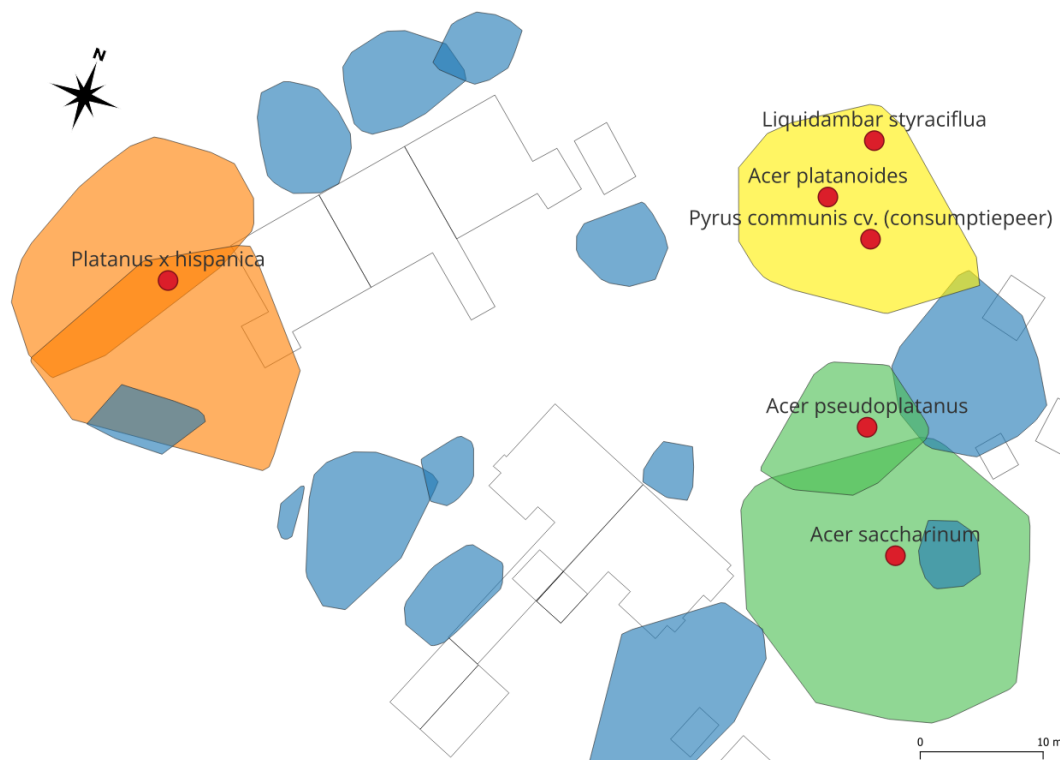 N
Liquidambar styraciflua
Acer platanoides
Pyrus communis cv. (consumptiepeer)
Platanus x hispanica
Acer pseudoplatanus
Acer saccharinum
0 10 m